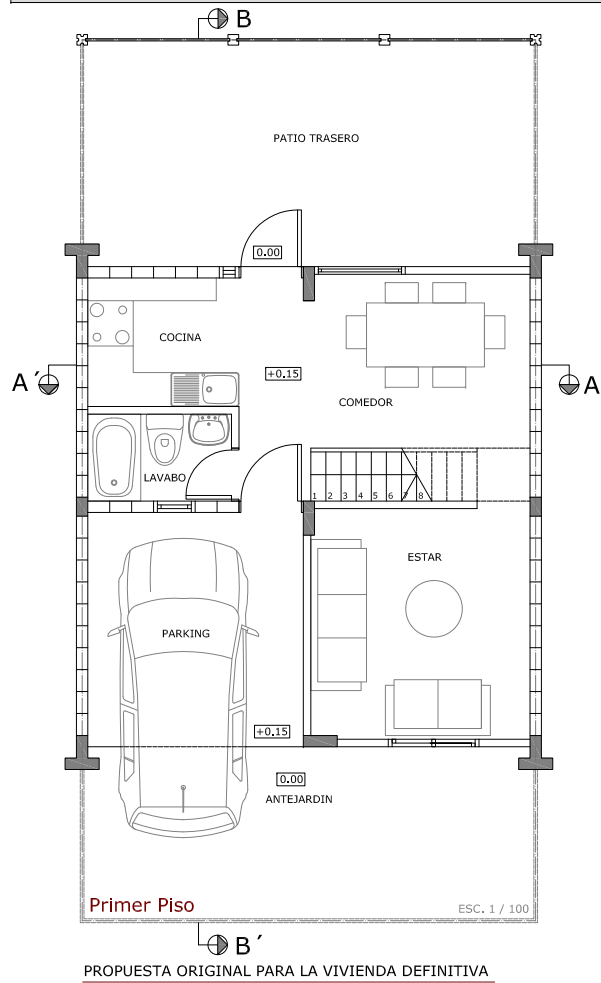 B
PATIO TRASERO
0.00
COCINA
A´
+0.15
A
COMEDOR
LAVABO
1 2 3 4 5 6 7 8
ESTAR
PARKING
+0.15
0.00
ANTEJARDIN
Primer Piso
ESC. 1 / 100
B´
PROPUESTA ORIGINAL PARA LA VIVIENDA DEFINITIVA